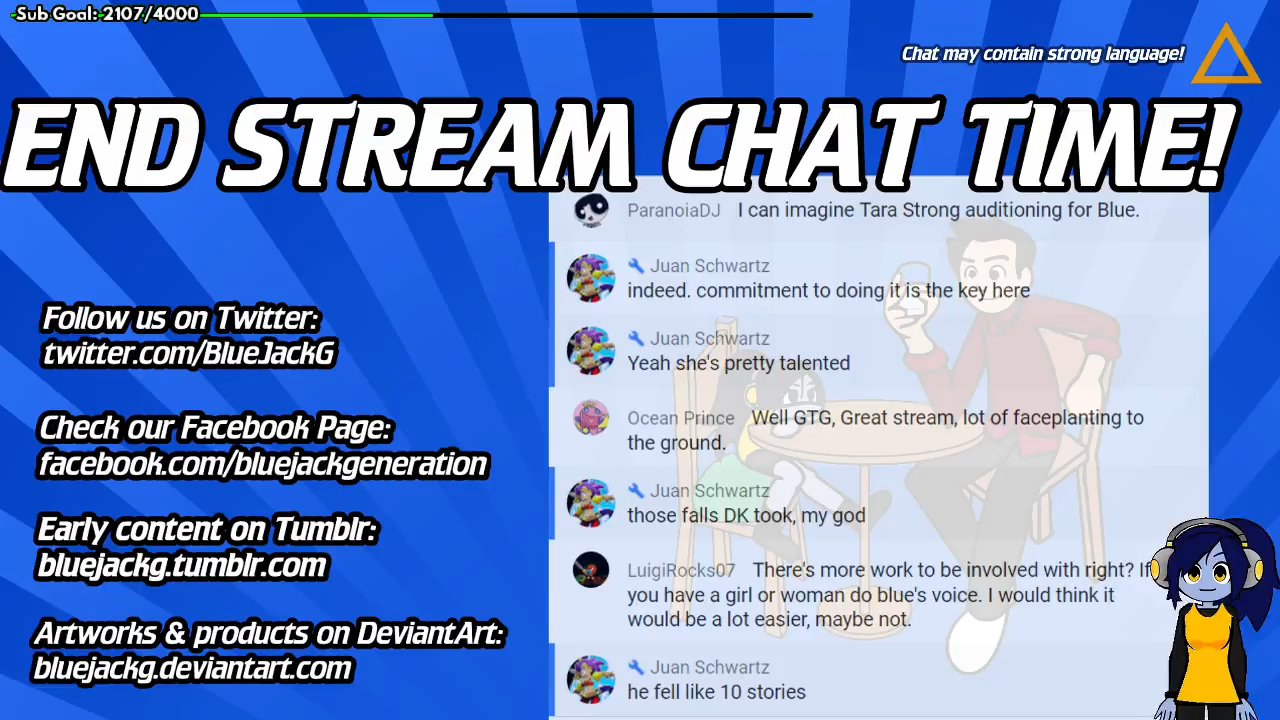 Sub Goal: 2107/4000
Chat may contain strong language!
END STREAM CHAT TIME!
Follow us on Twitter:
twitter.com/BlueJackG
Check our Facebook Page:
facebook.com/bluejackgeneration
Early content on Tumblr:
bluejackg.tumblr.com
Artworks & products on DeviantArt:
bluejackg.deviantart.com
ParanoiaDJ I can imagine Tara Strong auditioning for Blue.
Juan Schwartz
indeed. commitment to doing it is the key here
Juan Schwartz
Yeah she's pretty talented
Ocean Prince Well GTG, Great stream, lot of faceplanting to
the ground.
Juan Schwartz
those falls DK took, my god
LuigiRocks07 There's more work to be involved with right? If
you have a girl or woman do blue's voice. I would think it
would be a lot easier, maybe not.
Juan Schwartz
he fell like 10 stories